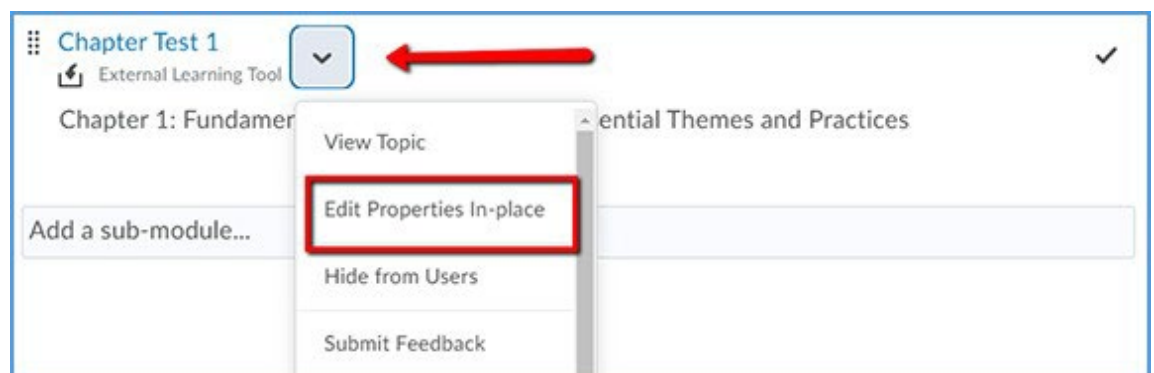 Chapter Test 1
External Learning Tool
Chapter 1: Fundamen
ential Themes and Practices
View Topic
Edit Properties In-place
Add a sub-module...
Hide from Users
Submit Feedback